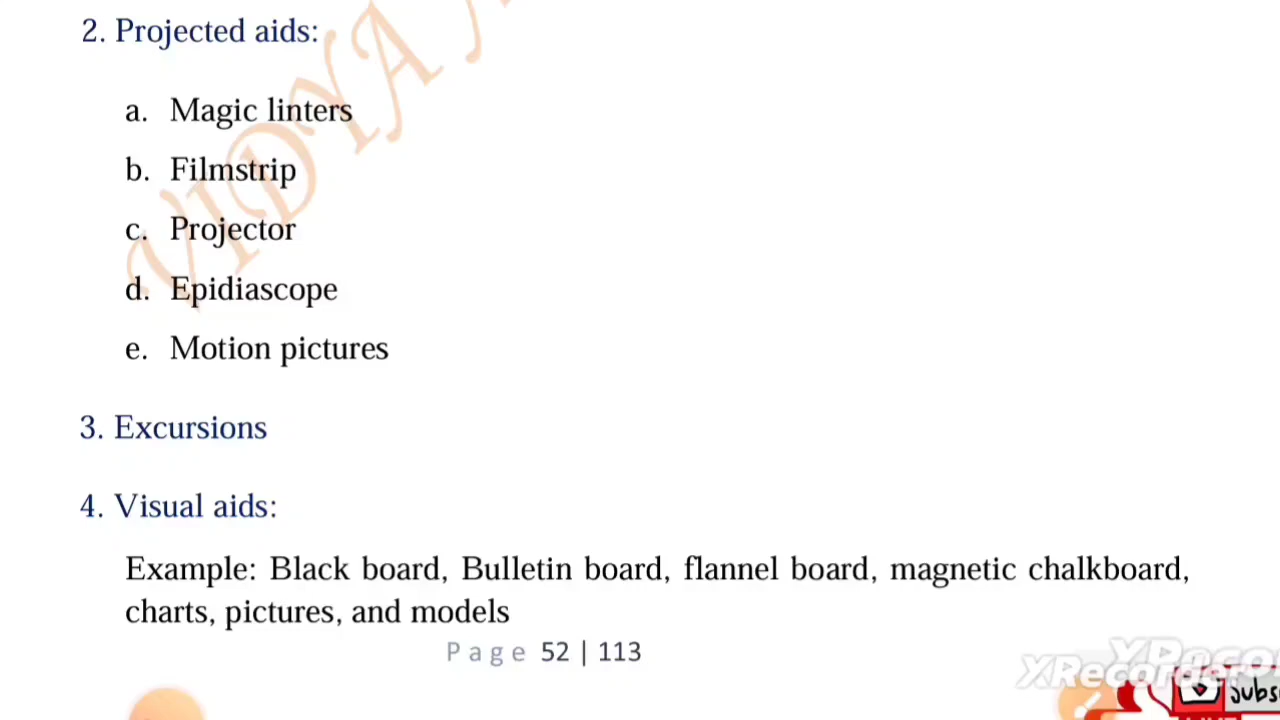 2. Projected aids:
a. Magic linters
b. Filmstrip
c. Projector
d. Epidiascope
e. Motion pictures
3. Excursions
4. Visual aids:
Example: Black board, Bulletin board, flannel board, magnetic chalkboard,
charts, pictures, and models
Page 52 | 113
XRecorder